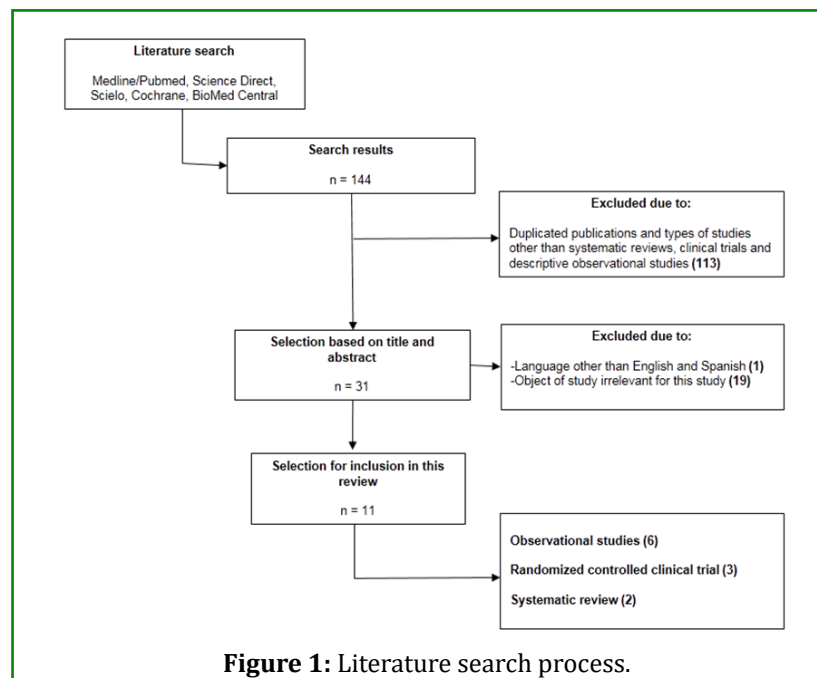 Literature search
Medline/Pubmed, Science Direct,
Scielo, Cochrane, BioMed Central
Search results
n = 144
Excluded due to:
Duplicated publications and types of studies
other than systematic reviews, clinical trials and
descriptive observational studies (113)
Selection based on title and
abstract
n = 31
Excluded due to:
-Language other than English and Spanish (1)
-Object of study irrelevant for this study (19)
Selection for inclusion in this
review
n = 11
Observational studies (6)
Randomized controlled clinical trial (3)
Systematic review (2)
Figure 1: Literature search process.